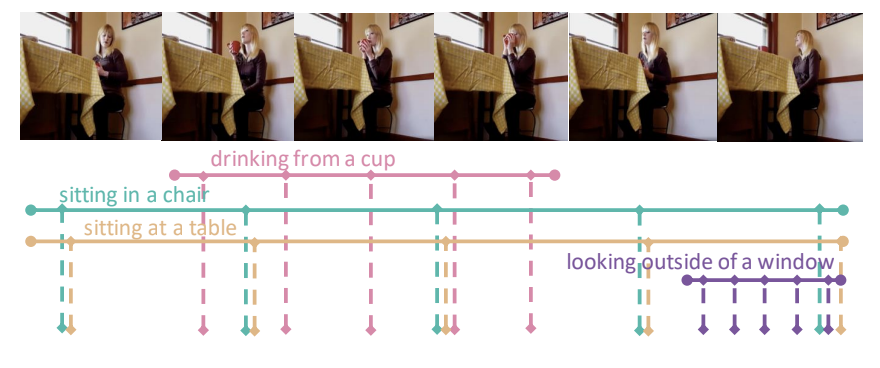 drinking from a cup
sitting in a chair
sitting at a table
looking outside of a window